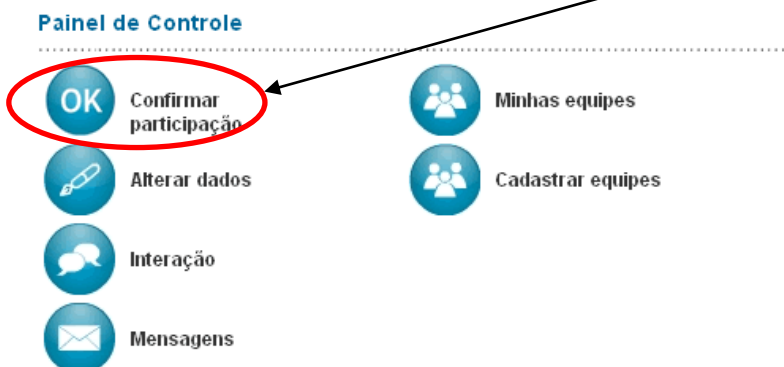 Painel de Controle
OK
Confirmar
participação
Minhas equipes
Alterar dados
Cadastrar equipes
Interação
Mensagens